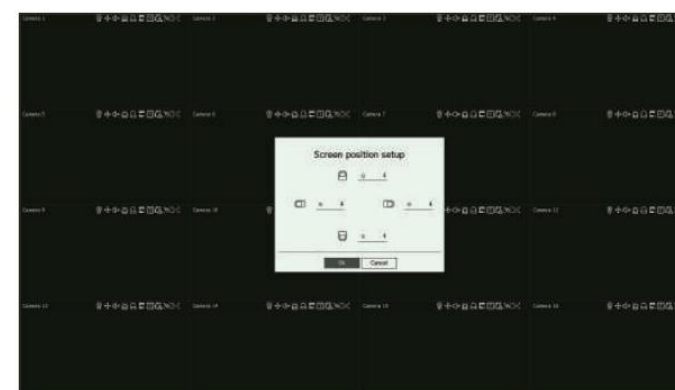 Camera 1 Camera 2 Camera 3 Camera 4
Camera 5 Camera 6 Camera 7 Camera 8
Screen position setup
Camera 9 Camera 10 Camera 12
Ok Cancel
Camera 13 Camera 14 Camera 15 Camera 16